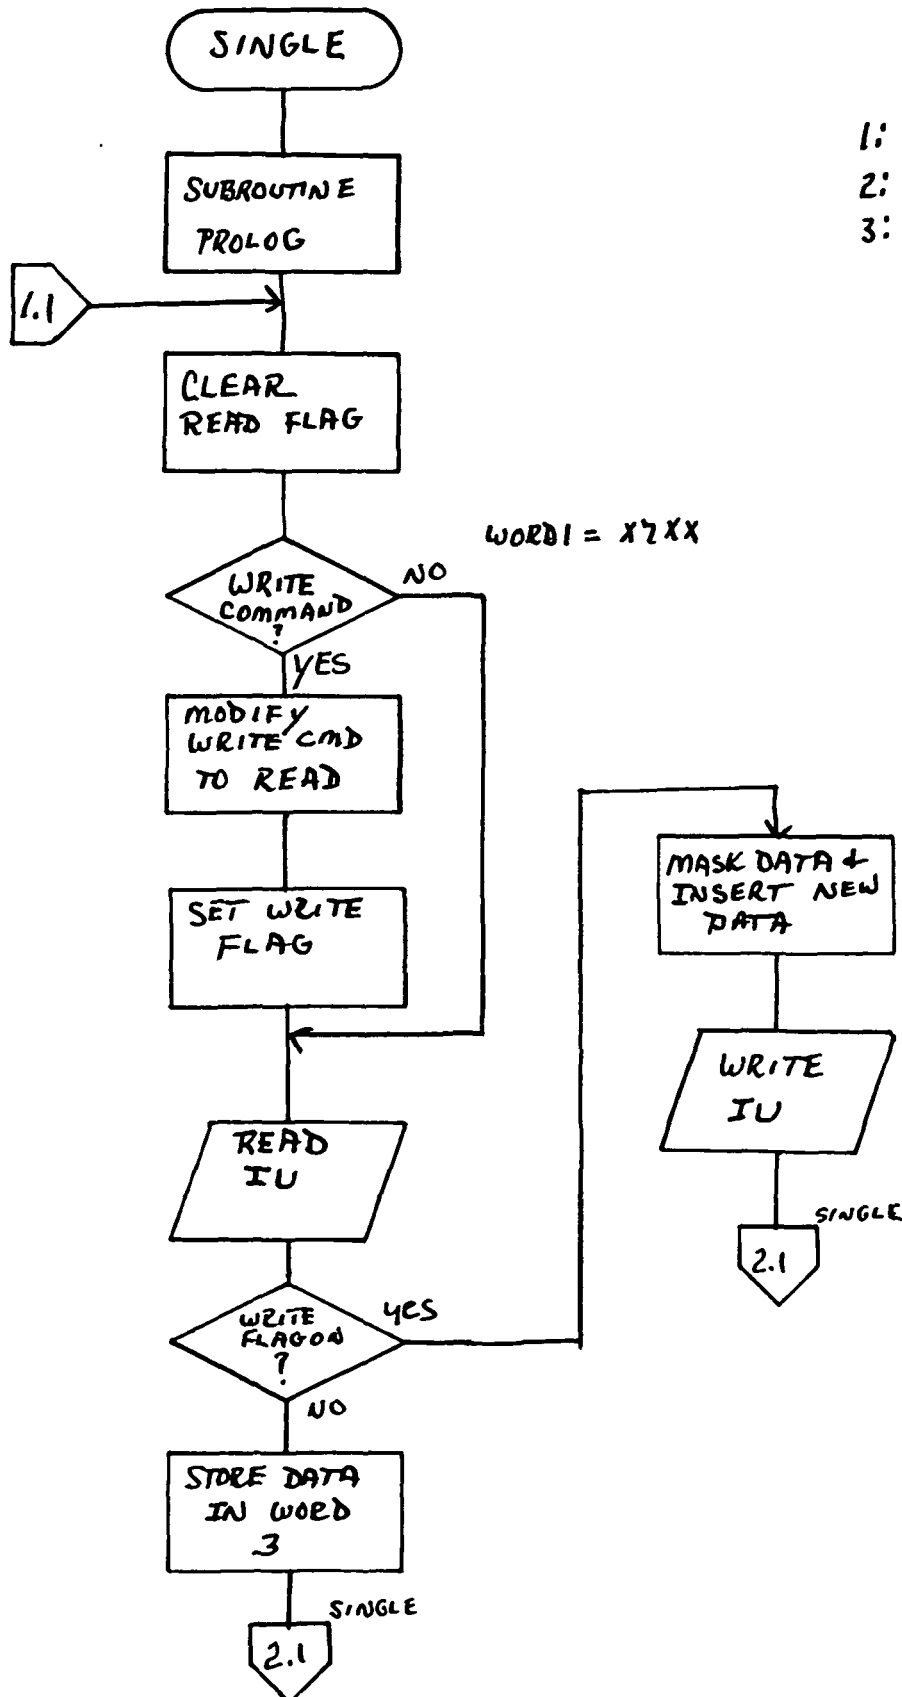 SINGLE
1:
2:
3:
SUBROUTINE
PROLOG
1.1
CLEAR
READ FLAG
WORD1 = X7XX
WRITE
COMMAND
?
NO
YES
MODIFY
WRITE CMD
TO READ
SET WRITE
FLAG
READ
IU
WRITE
FLAGON
?
YES
NO
STORE DATA
IN WORD
3
SINGLE
2.1
MASK DATA &
INSERT NEW
DATA
WRITE
IU
SINGLE
2.1